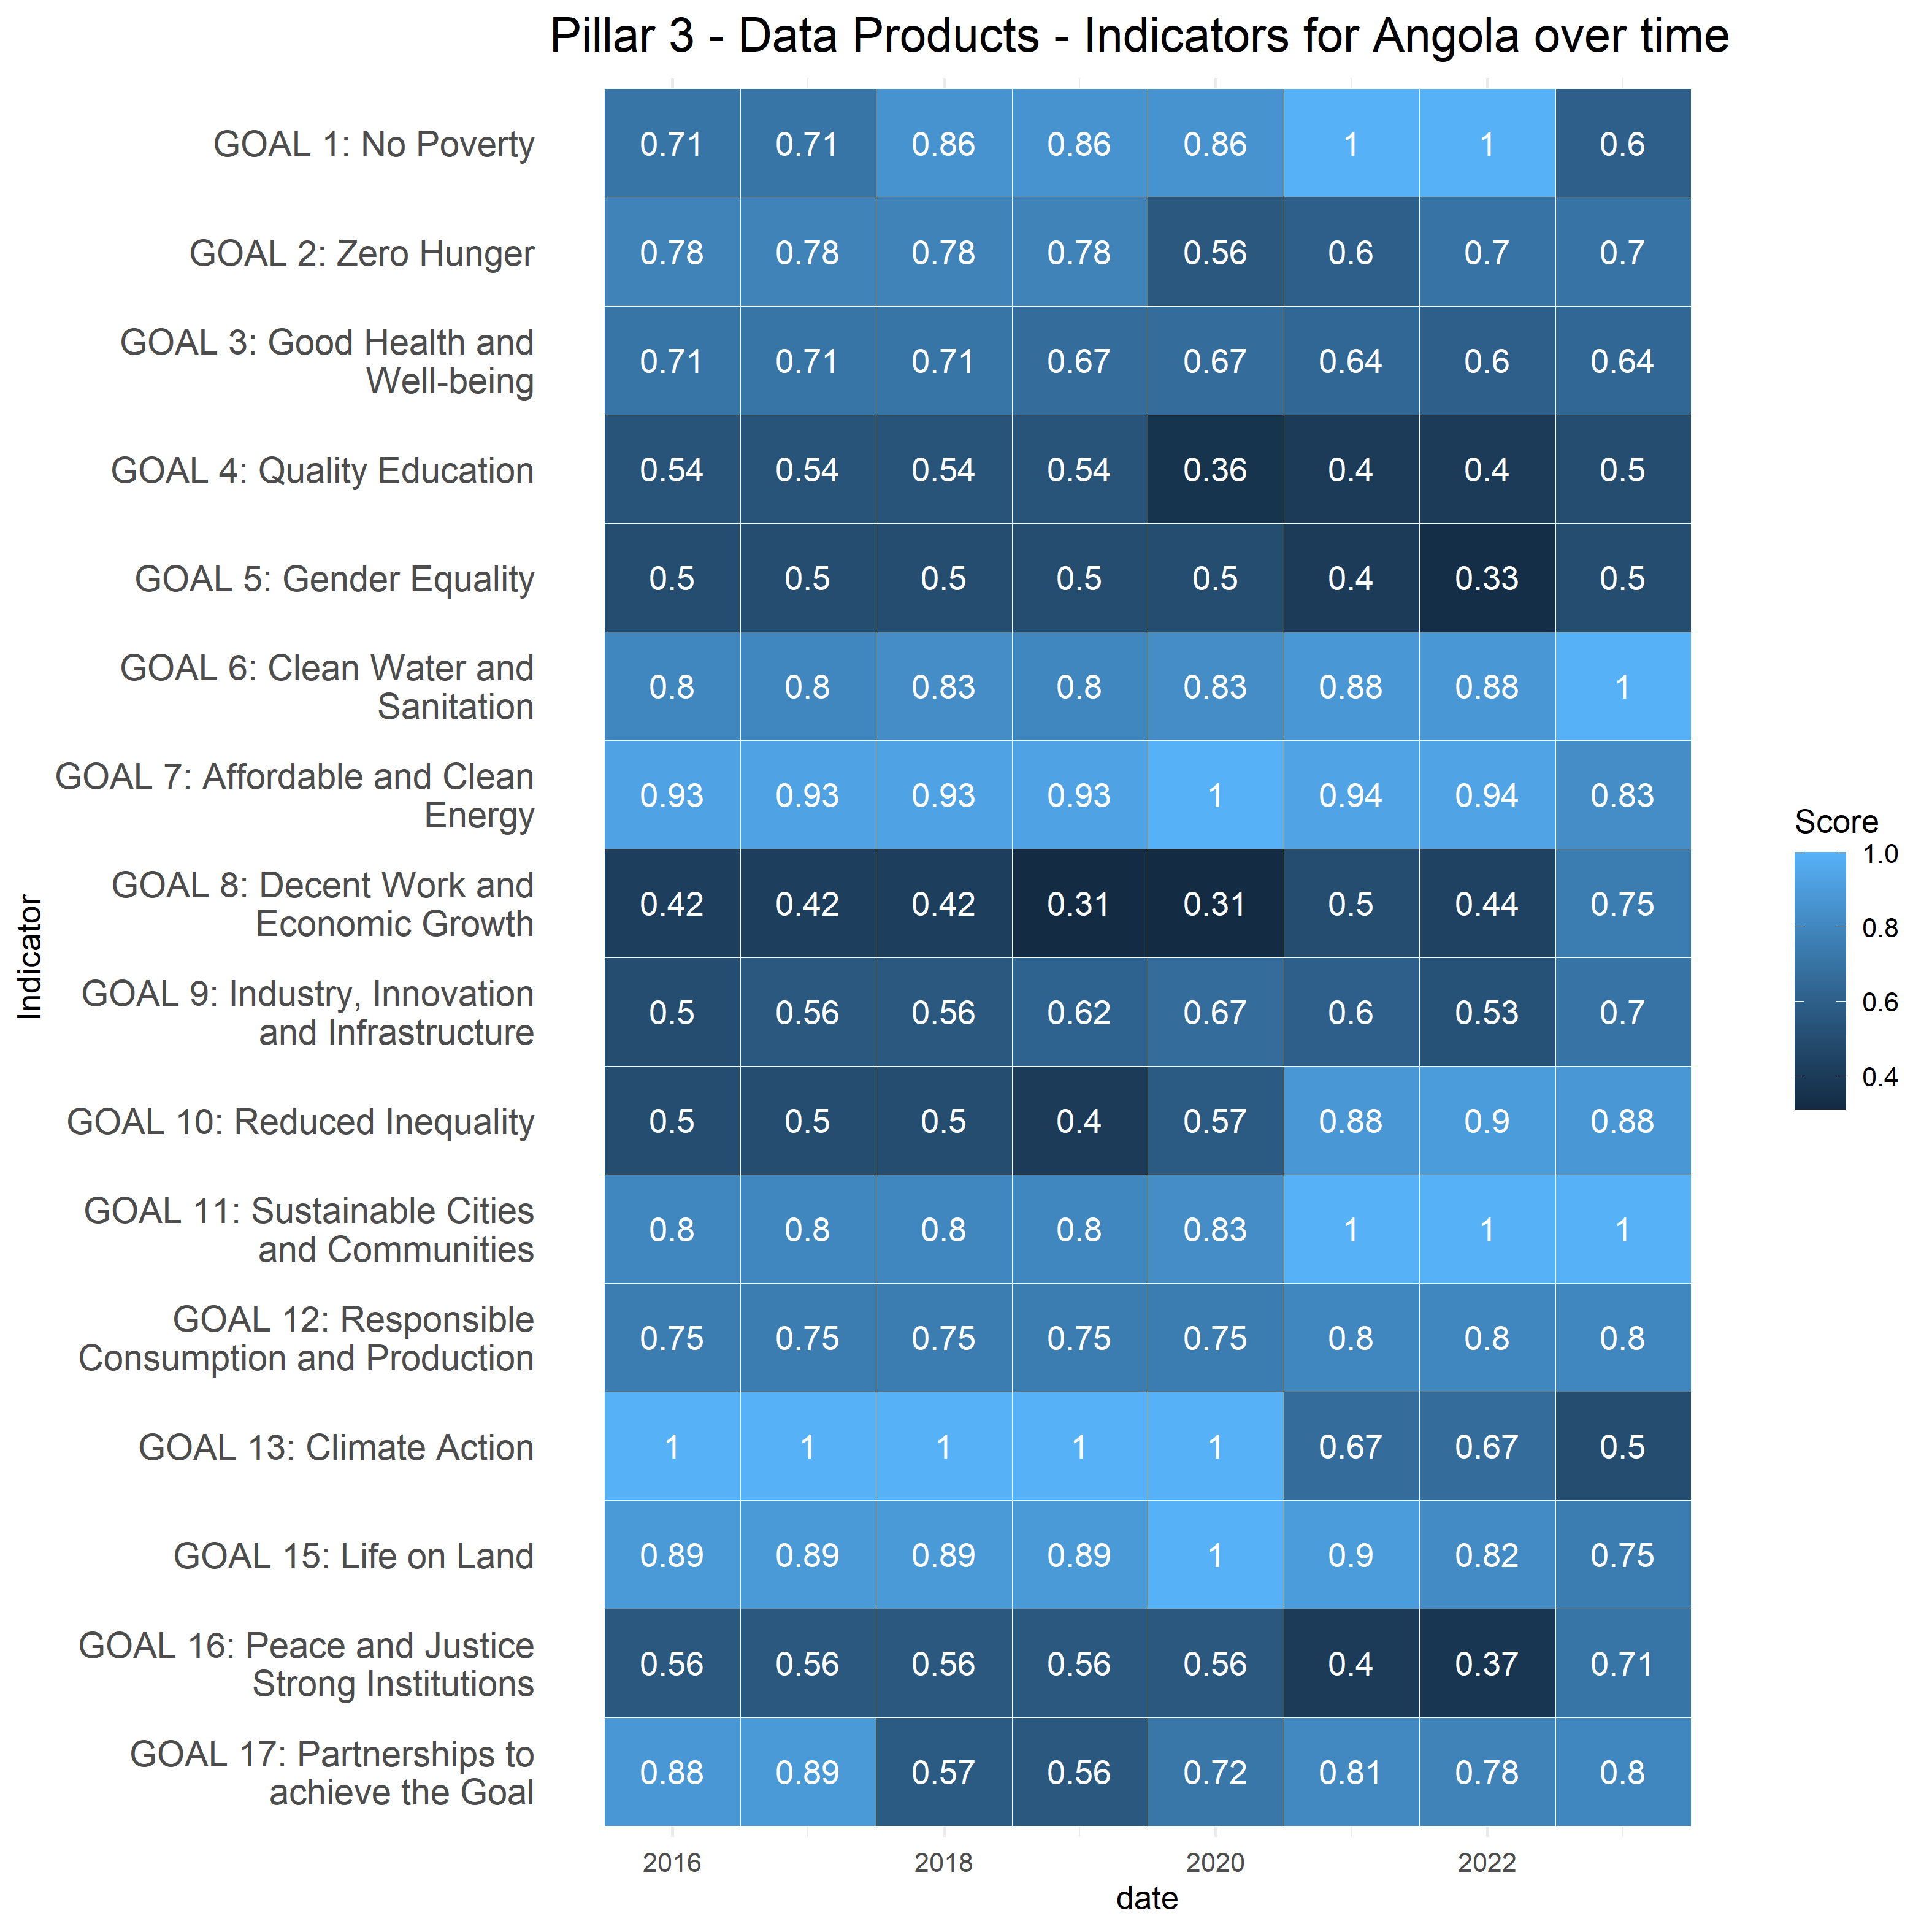 Pillar 3 - Data Products - Indicators for Angola over time
GOAL 1: No Poverty
0.71 0.71 0.86 0.86 0.86 1 1 0.6
GOAL 2: Zero Hunger
0.78 0.78 0.78 0.78 0.56 0.6 0.7 0.7
GOAL 3: Good Health and
Well-being
0.71 0.71 0.71 0.67 0.67 0.64 0.6 0.64
GOAL 4: Quality Education
0.54 0.54 0.54 0.54 0.36 0.4 0.4 0.5
GOAL 5: Gender Equality
0.5 0.5 0.5 0.5 0.5 0.4 0.33 0.5
GOAL 6: Clean Water and
Sanitation
0.8 0.8 0.83 0.8 0.83 0.88 0.88 1
GOAL 7: Affordable and Clean
Energy
0.93 0.93 0.93 0.93 1 0.94 0.94 0.83
GOAL 8: Decent Work and
Economic Growth
0.42 0.42 0.42 0.31 0.31 0.5 0.44 0.75
GOAL 9: Industry, Innovation
and Infrastructure
0.5 0.56 0.56 0.62 0.67 0.6 0.53 0.7
GOAL 10: Reduced Inequality
0.5 0.5 0.5 0.4 0.57 0.88 0.9 0.88
GOAL 11: Sustainable Cities
and Communities
0.8 0.8 0.8 0.8 0.83 1 1 1
GOAL 12: Responsible
Consumption and Production
0.75 0.75 0.75 0.75 0.75 0.8 0.8 0.8
GOAL 13: Climate Action
1 1 1 1 1 0.67 0.67 0.5
GOAL 15: Life on Land
0.89 0.89 0.89 0.89 1 0.9 0.82 0.75
GOAL 16: Peace and Justice
Strong Institutions
0.56 0.56 0.56 0.56 0.56 0.4 0.37 0.71
GOAL 17: Partnerships to
achieve the Goal
0.88 0.89 0.57 0.56 0.72 0.81 0.78 0.8
2016 2018 2020 2022
date
Indicator
Score
1.0
0.8
0.6
0.4